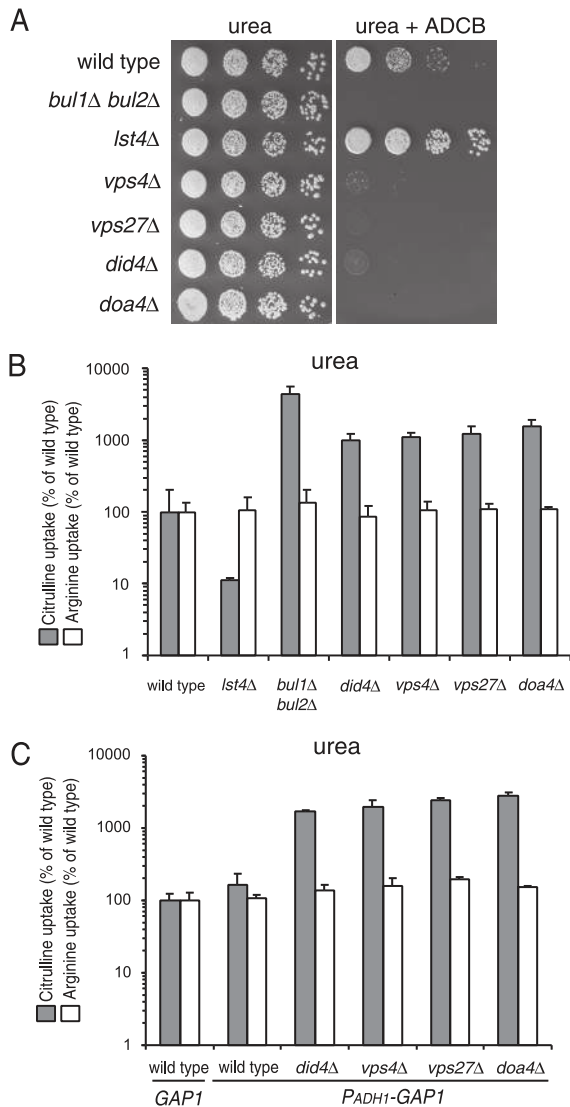 A
urea
urea + ADCB
wild type
bul1Δ bul2Δ
lst4Δ
vps4Δ
vps27Δ
did4Δ
doa4Δ
B
urea
Citrulline uptake (% of wild type)
Arginine uptake (% of wild type)
10000
1000
100
10
1
wild type
lst4Δ
bul1Δ
bul2Δ
did4Δ
vps4Δ
vps27Δ
doa4Δ
C
urea
Citrulline uptake (% of wild type)
Arginine uptake (% of wild type)
10000
1000
100
10
1
wild type
wild type
did4Δ
vps4Δ
vps27Δ
doa4Δ
GAP1
PADH1-GAP1